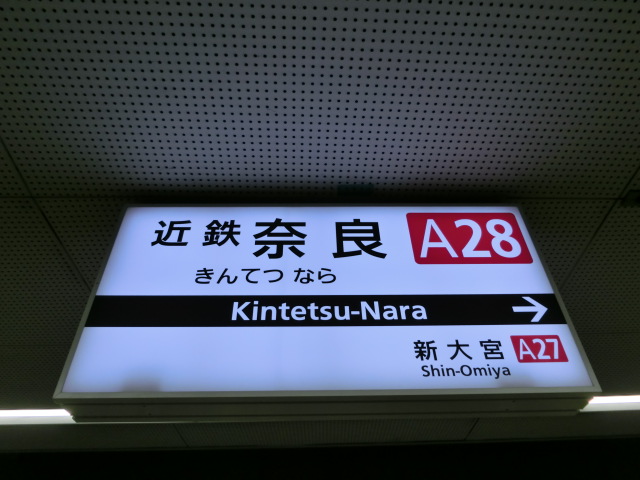 近鉄奈良 A28
きんてつ なら
Kintetsu-Nara →
新大宮 A27
Shin-Omiya